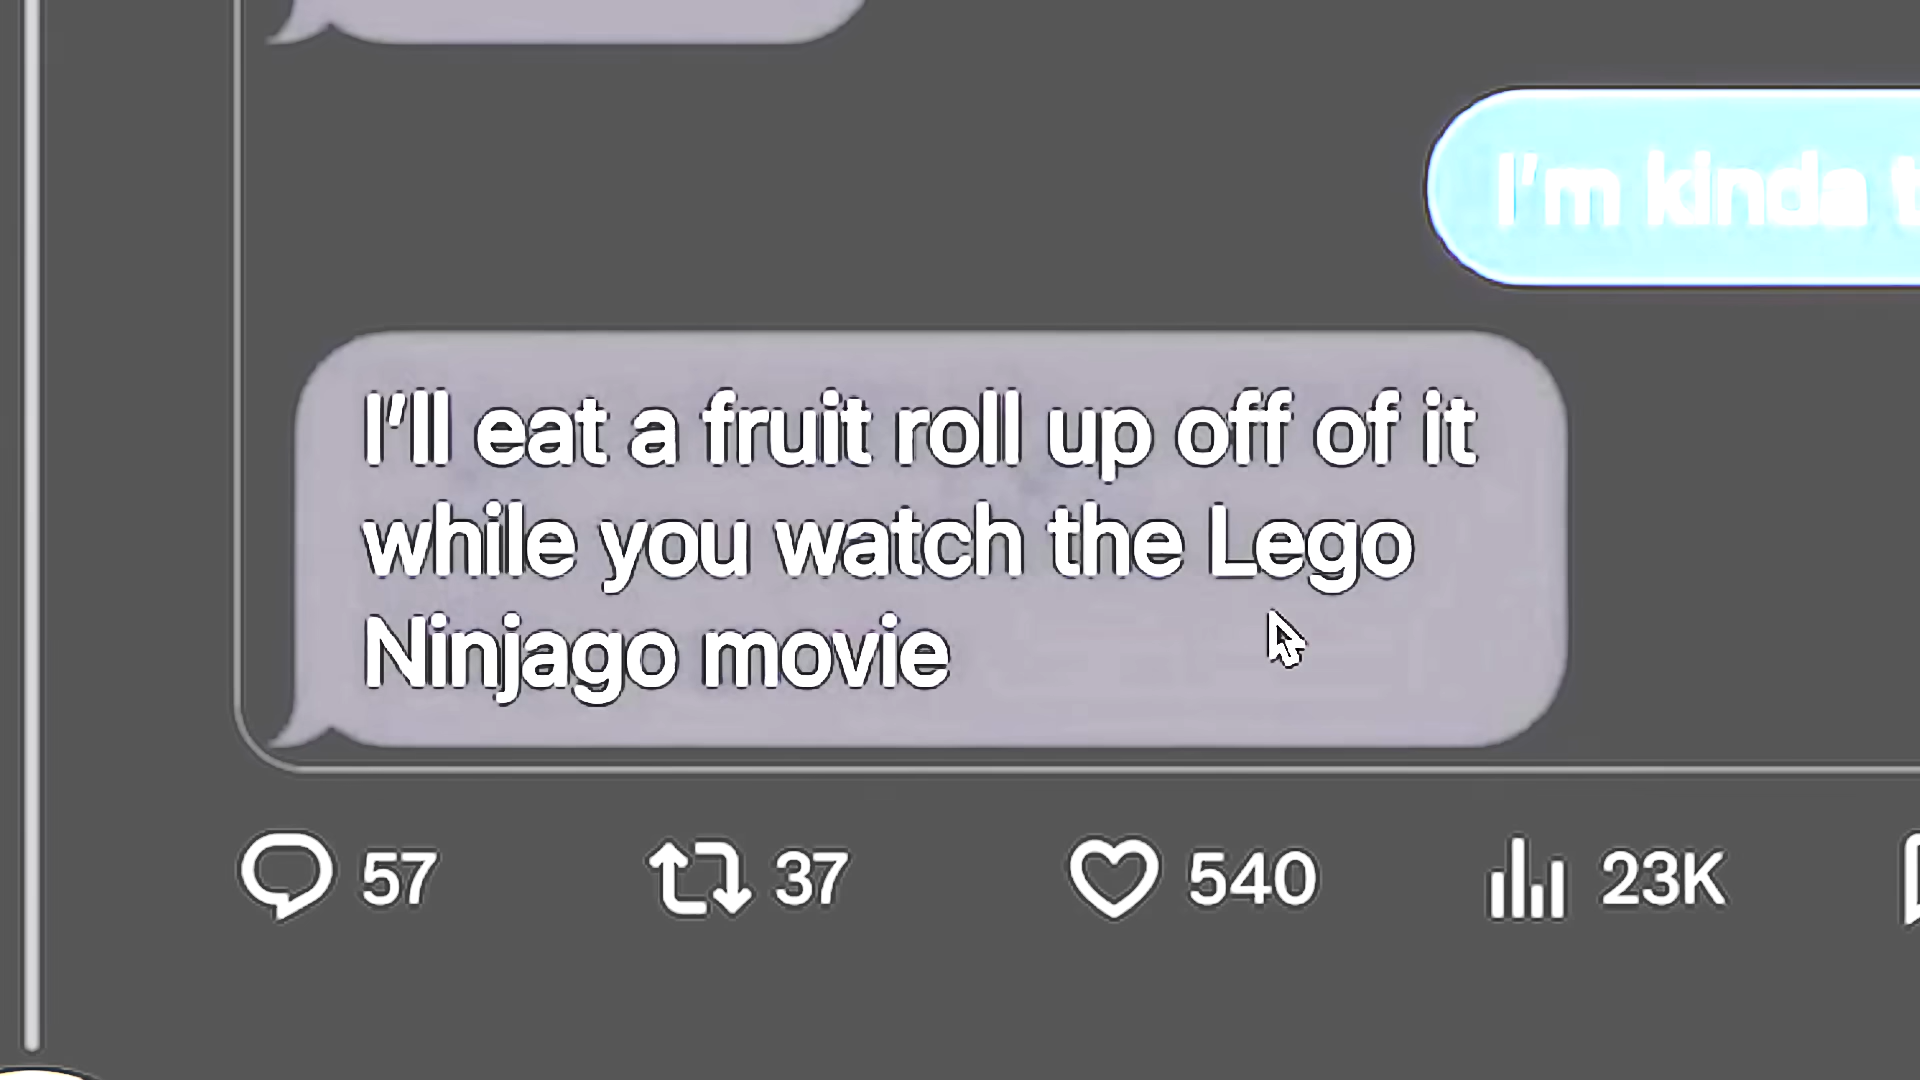 I'm kinda
I'll eat a fruit roll up off of it
while you watch the Lego
Ninjago movie
57 37 540 23K